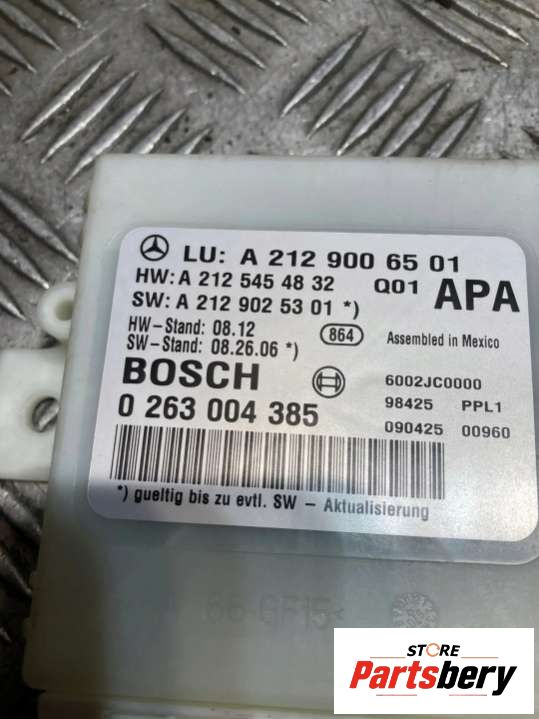 LU: A 212 900 65 01
HW: A 212 545 48 32 Q01 APA
SW: A 212 902 53 01 *)
HW-Stand: 08.12 864 Assembled in Mexico
SW-Stand: 08.26.06 *)
BOSCH 6002JC0000
0 263 004 385 98425 PPL1
090425 00960
*) gueltig bis zu evtl. SW - Aktualisierung
STORE
Partsbery